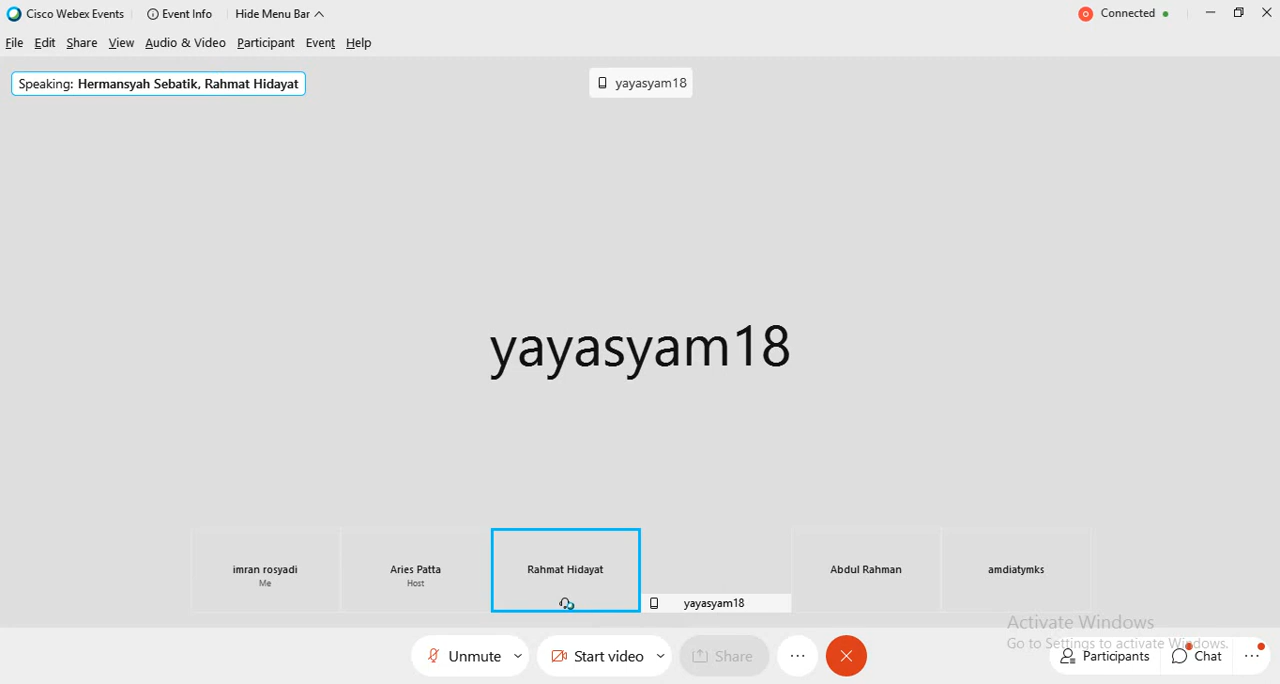 Cisco Webex Events Event Info Hide Menu Bar Connected
File Edit Share View Audio & Video Participant Event Help
Speaking: Hermansyah Sebatik, Rahmat Hidayat
yayasyam18
yayasyam18
imran rosyadi
Me
Aries Patta
Host
Rahmat Hidayat
yayasyam18
Abdul Rahman
amdiatymks
Activate Windows
Go to Settings to activate Windows.
Unmute Start video Share Participants Chat